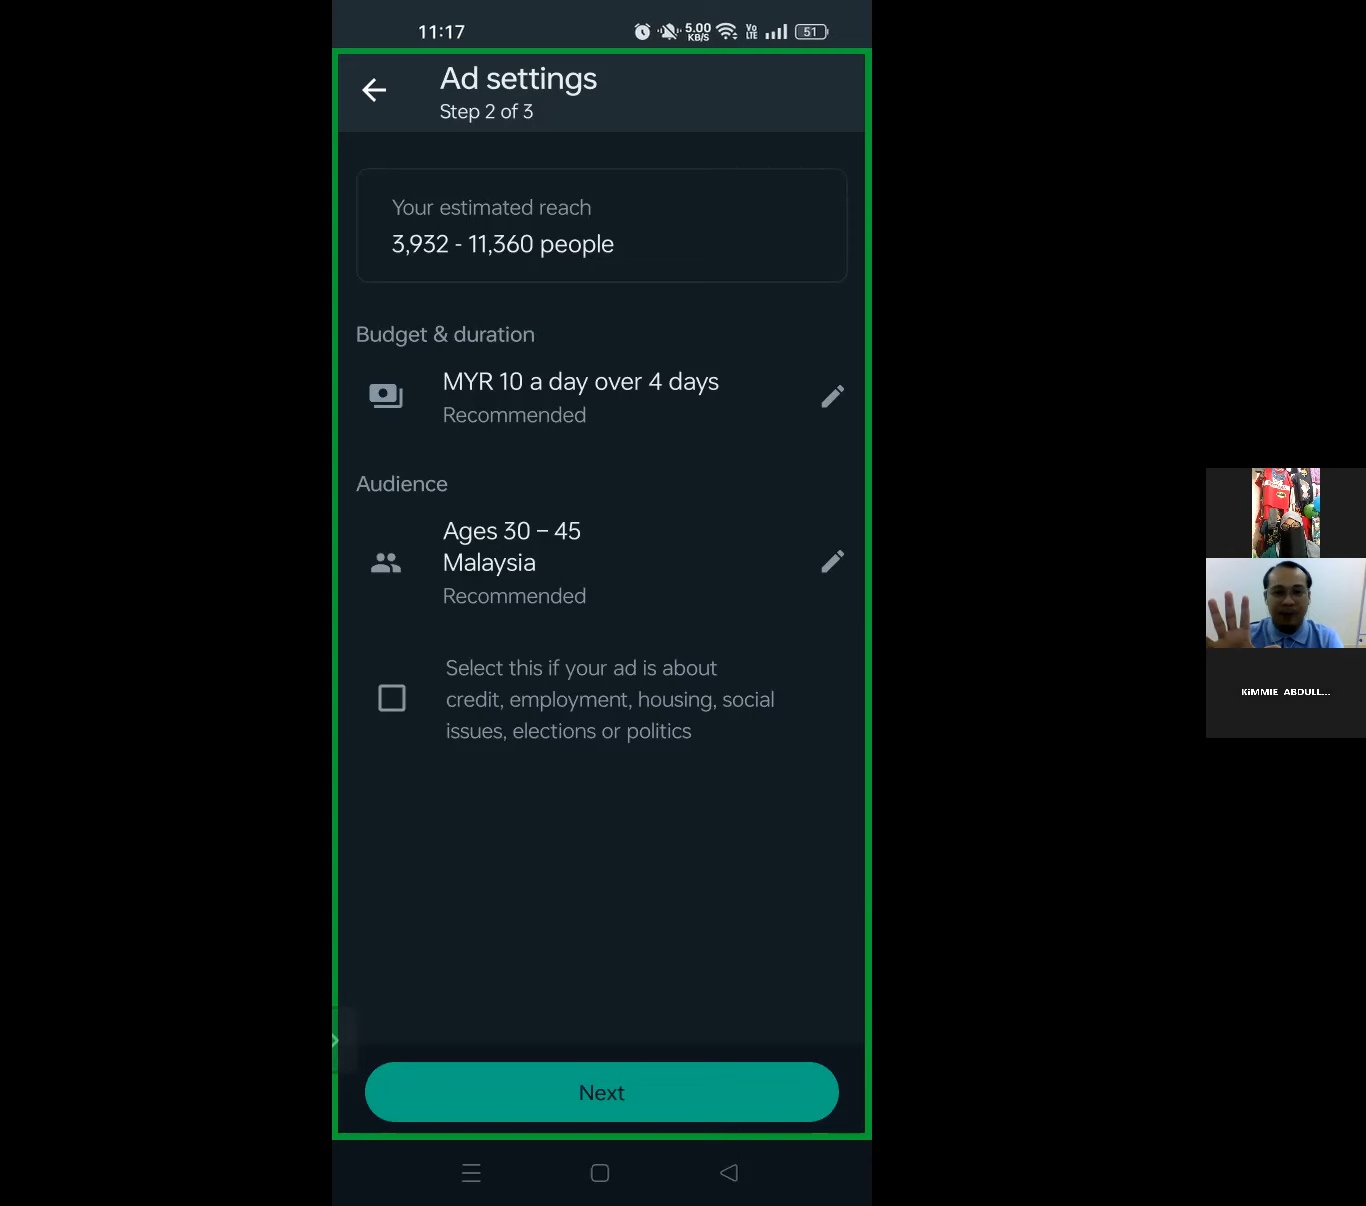 11:17
5.00
KB/S
Vo
LTE
51
Ad settings
Step 2 of 3
Your estimated reach
3,932 - 11,360 people
Budget & duration
MYR 10 a day over 4 days
Recommended
Audience
Ages 30 – 45
Malaysia
Recommended
Select this if your ad is about
credit, employment, housing, social
issues, elections or politics
Next
KiMMIE ABDULL...